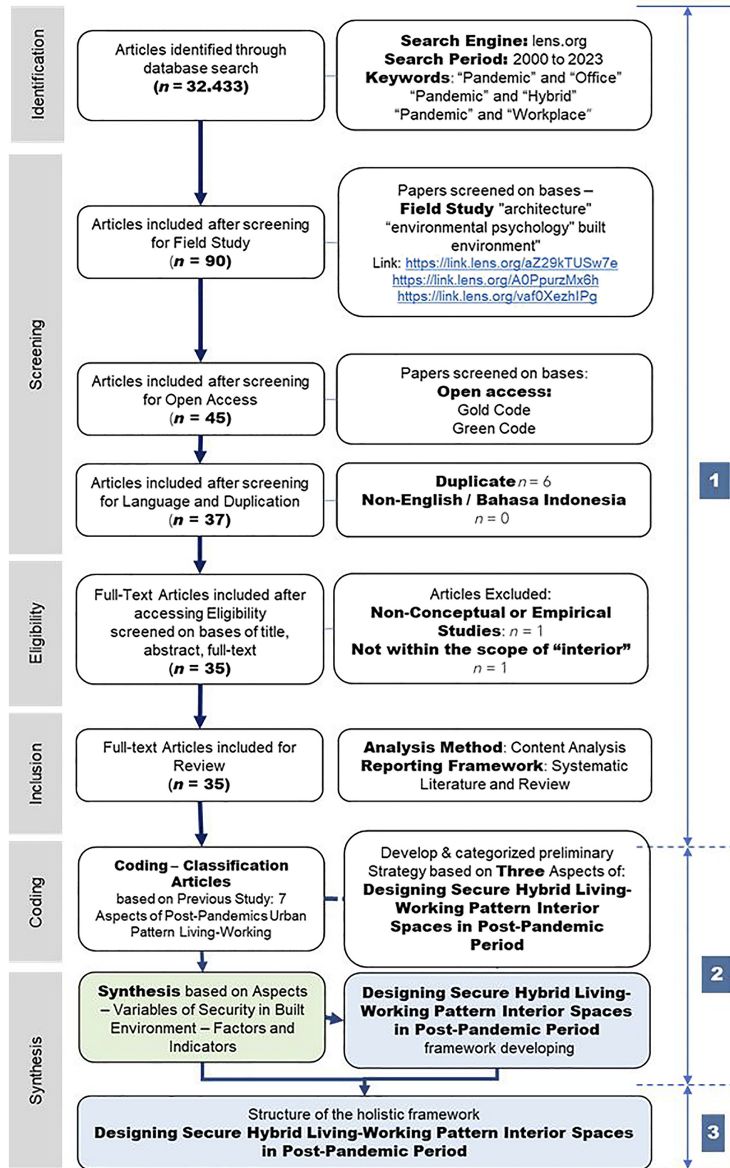 Identification
Articles identified through
database search
(n = 32.433)
Search Engine: lens.org
Search Period: 2000 to 2023
Keywords: “Pandemic” and “Office”
“Pandemic” and “Hybrid”
“Pandemic” and “Workplace”
Screening
Articles included after screening
for Field Study
(n = 90)
Papers screened on bases –
Field Study "architecture"
“environmental psychology” built
environment"
Link: https://link.lens.org/aZ29kTUSw7e
https://link.lens.org/A0PpurzMx6h
https://link.lens.org/vaf0XezhIPg
Articles included after screening
for Open Access
(n = 45)
Papers screened on bases:
Open access:
Gold Code
Green Code
Articles included after screening
for Language and Duplication
(n = 37)
Duplicate n = 6
Non-English / Bahasa Indonesia
n = 0
1
Eligibility
Full-Text Articles included after
accessing Eligibility
screened on bases of title,
abstract, full-text
(n = 35)
Articles Excluded:
Non-Conceptual or Empirical
Studies: n = 1
Not within the scope of “interior”
n = 1
Inclusion
Full-text Articles included for
Review
(n = 35)
Analysis Method: Content Analysis
Reporting Framework: Systematic
Literature and Review
Coding
Coding – Classification
Articles
based on Previous Study: 7
Aspects of Post-Pandemics Urban
Pattern Living-Working
Develop & categorized preliminary
Strategy based on Three Aspects of:
Designing Secure Hybrid Living-
Working Pattern Interior
Spaces in Post-Pandemic
Period
2
Synthesis
Synthesis based on Aspects
– Variables of Security in Built
Environment – Factors and
Indicators
Designing Secure Hybrid Living-
Working Pattern Interior Spaces
in Post-Pandemic Period
framework developing
Structure of the holistic framework
Designing Secure Hybrid Living-Working Pattern Interior Spaces
in Post-Pandemic Period
3